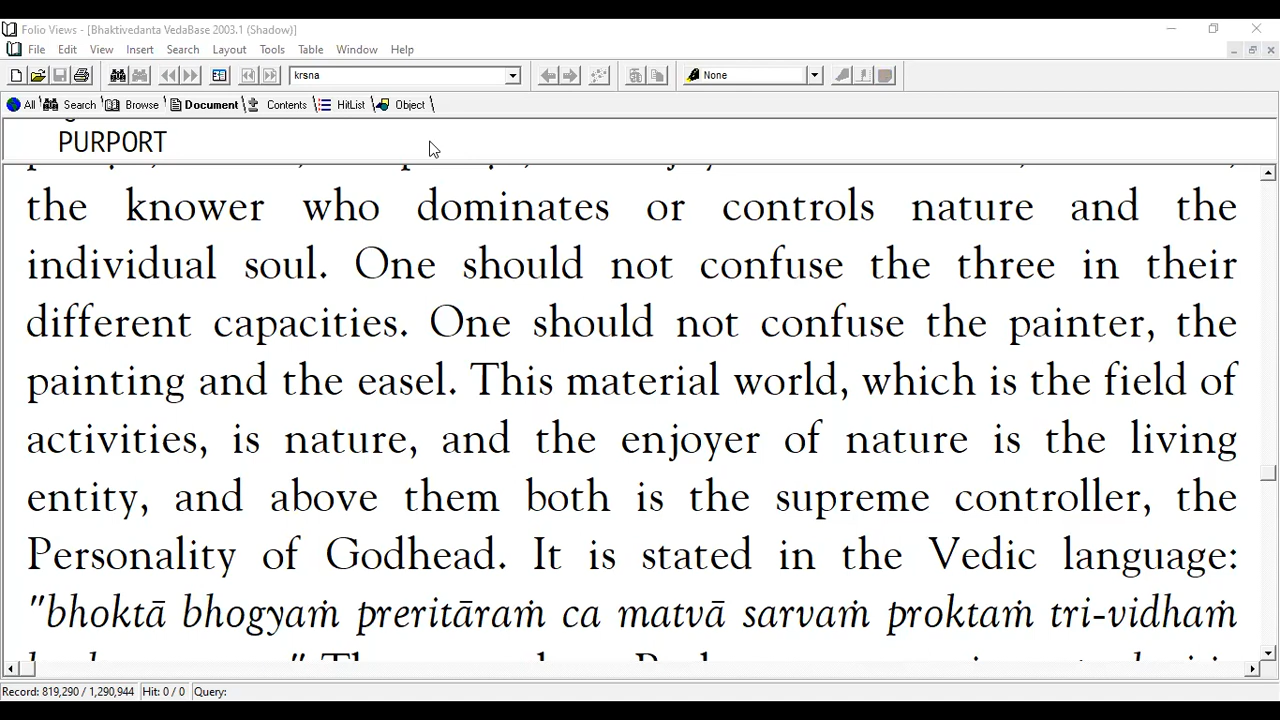 Folio Views - [Bhaktivedanta VedaBase 2003.1 (Shadow)]
File Edit View Insert Search Layout Tools Table Window Help
krsna None
All Search Browse Document Contents HitList Object
PURPORT
the knower who dominates or controls nature and the
individual soul. One should not confuse the three in their
different capacities. One should not confuse the painter, the
painting and the easel. This material world, which is the field of
activities, is nature, and the enjoyer of nature is the living
entity, and above them both is the supreme controller, the
Personality of Godhead. It is stated in the Vedic language:
"bhoktā bhogyaṁ preritāraṁ ca matvā sarvaṁ proktaṁ tri-vidhaṁ
Record: 819,290 / 1,290,944 Hit: 0 / 0 Query: